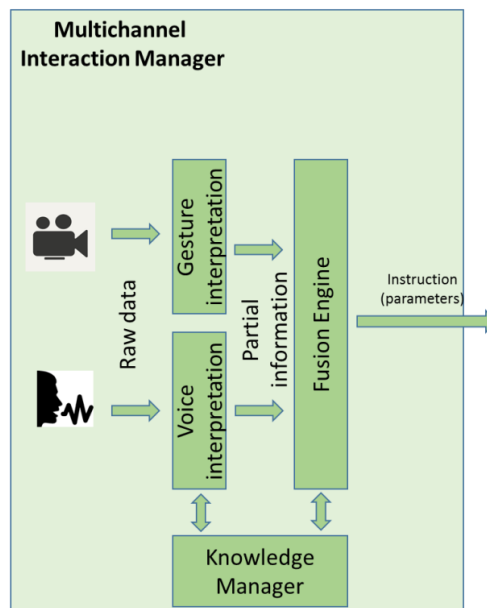 Multichannel
Interaction Manager
Raw data
Gesture
interpretation
Voice
interpretation
Partial
information
Fusion Engine
Instruction
(parameters)
Knowledge
Manager